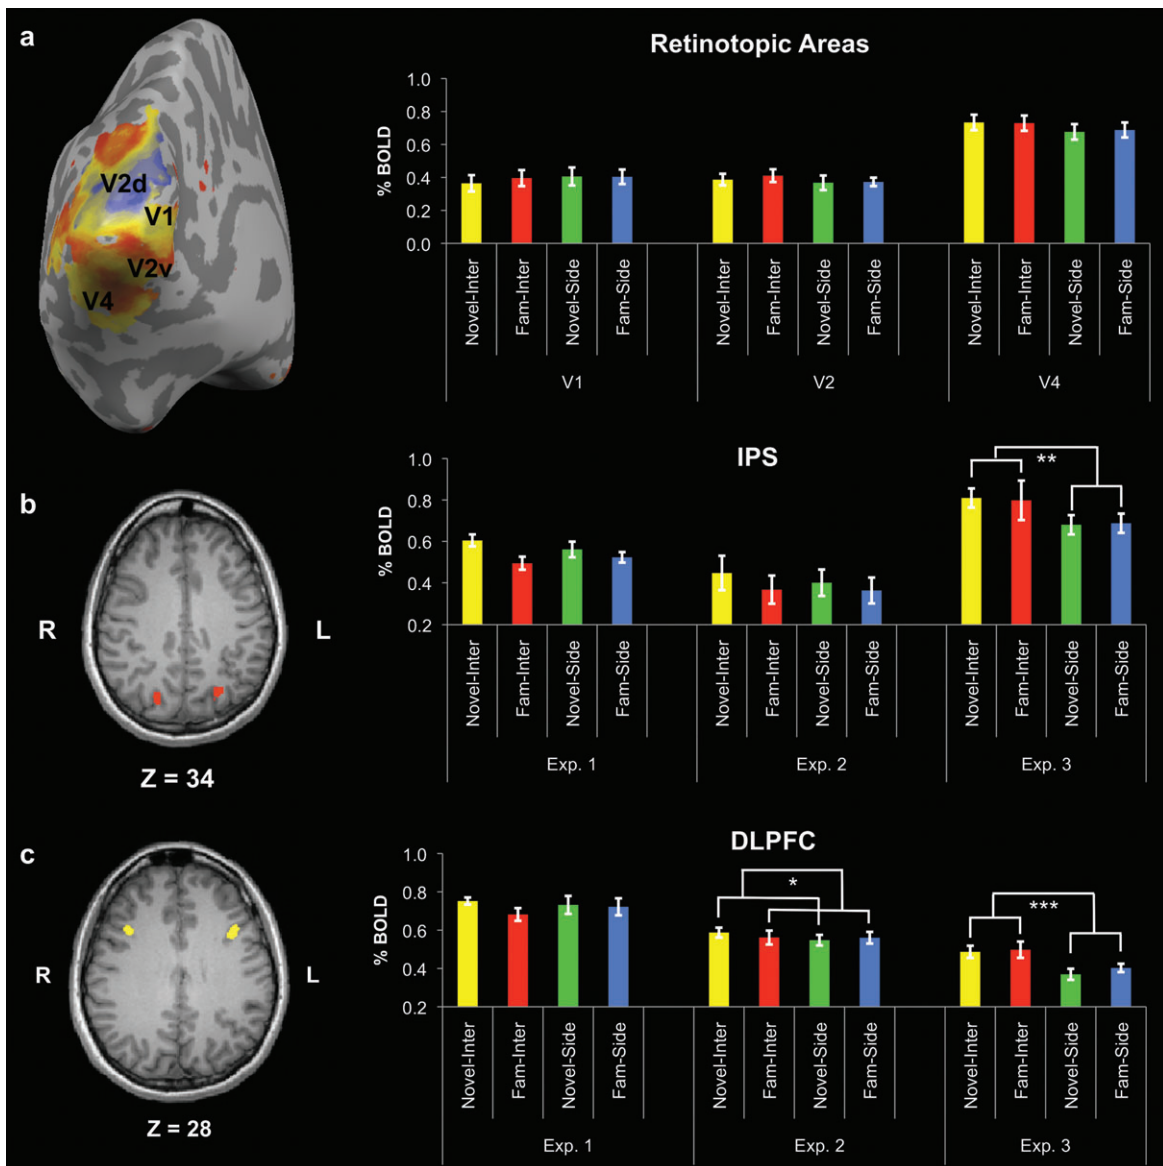 a
Retinotopic Areas
V2d
V1
V2v
V4
% BOLD
1.0
0.8
0.6
0.4
0.2
0.0
Novel-Inter
Fam-Inter
Novel-Side
Fam-Side
Novel-Inter
Fam-Inter
Novel-Side
Fam-Side
Novel-Inter
Fam-Inter
Novel-Side
Fam-Side
V1
V2
V4
b
R
L
Z = 34
IPS
% BOLD
1.0
0.8
0.6
0.4
0.2
**
Novel-Inter
Fam-Inter
Novel-Side
Fam-Side
Novel-Inter
Fam-Inter
Novel-Side
Fam-Side
Novel-Inter
Fam-Inter
Novel-Side
Fam-Side
Exp. 1
Exp. 2
Exp. 3
c
R
L
Z = 28
DLPFC
% BOLD
1.0
0.8
0.6
0.4
0.2
*
***
Novel-Inter
Fam-Inter
Novel-Side
Fam-Side
Novel-Inter
Fam-Inter
Novel-Side
Fam-Side
Novel-Inter
Fam-Inter
Novel-Side
Fam-Side
Exp. 1
Exp. 2
Exp. 3